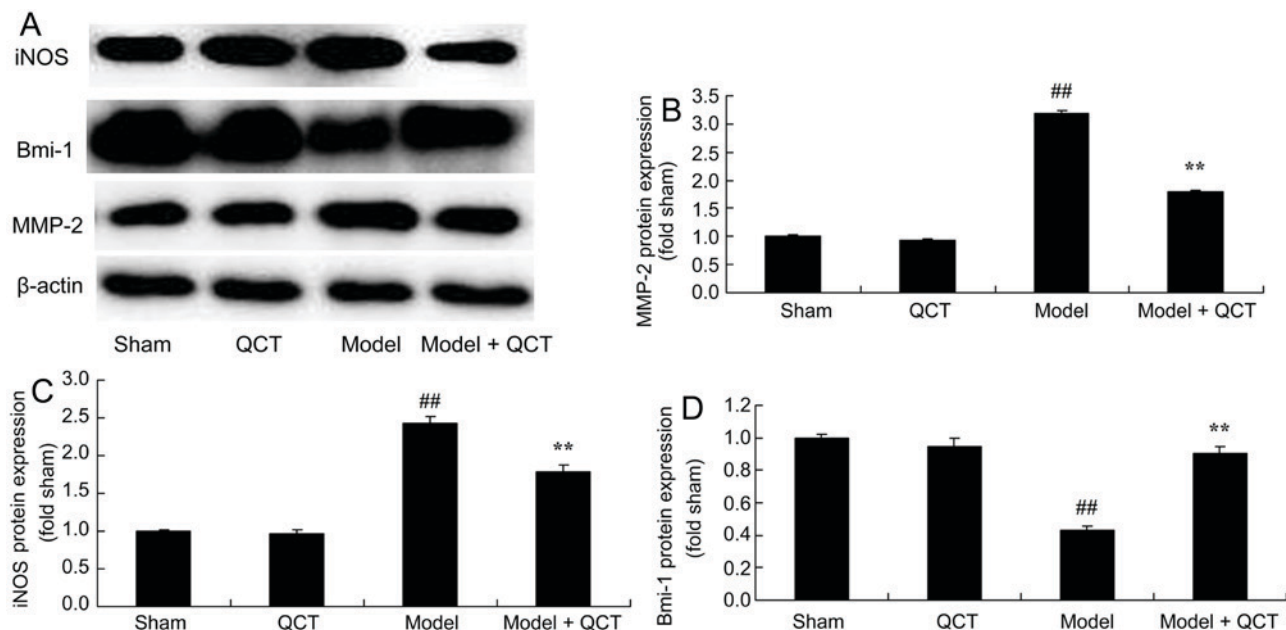 A
iNOS
Bmi-1
MMP-2
β-actin
Sham QCT Model Model + QCT
B
MMP-2 protein expression
(fold sham)
3.5
3.0
2.5
2.0
1.5
1.0
0.5
0.0
##
**
Sham QCT Model Model + QCT
C
iNOS protein expression
(fold sham)
3.0
2.5
2.0
1.5
1.0
0.5
0.0
##
**
Sham QCT Model Model + QCT
D
Bmi-1 protein expression
(fold sham)
1.2
1.0
0.8
0.6
0.4
0.2
0.0
##
**
Sham QCT Model Model + QCT